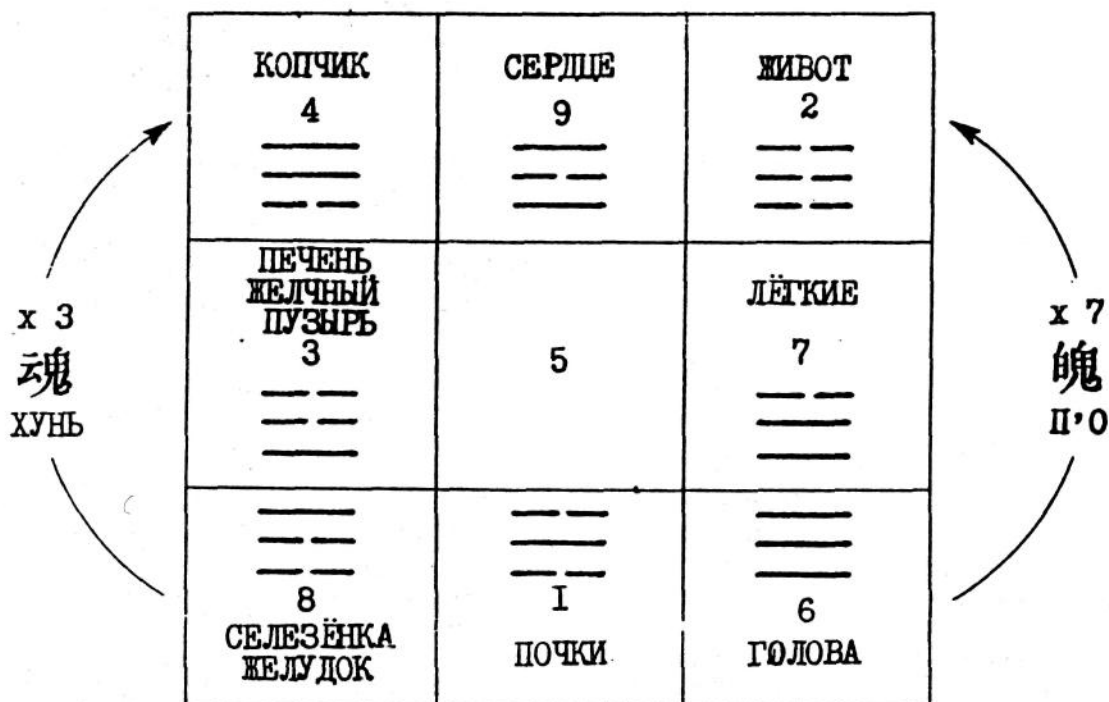 КОПЧИК
4
СЕРДЦЕ
9
ЖИВОТ
2
ПЕЧЕНЬ
ЖЕЛЧНЫЙ
ПУЗЫРЬ
3
5
ЛЁГКИЕ
7
8
СЕЛЕЗЁНКА
ЖЕЛУДОК
I
ПОЧКИ
6
ГОЛОВА
x 3
魂
ХУНЬ
x 7
魄
П'О